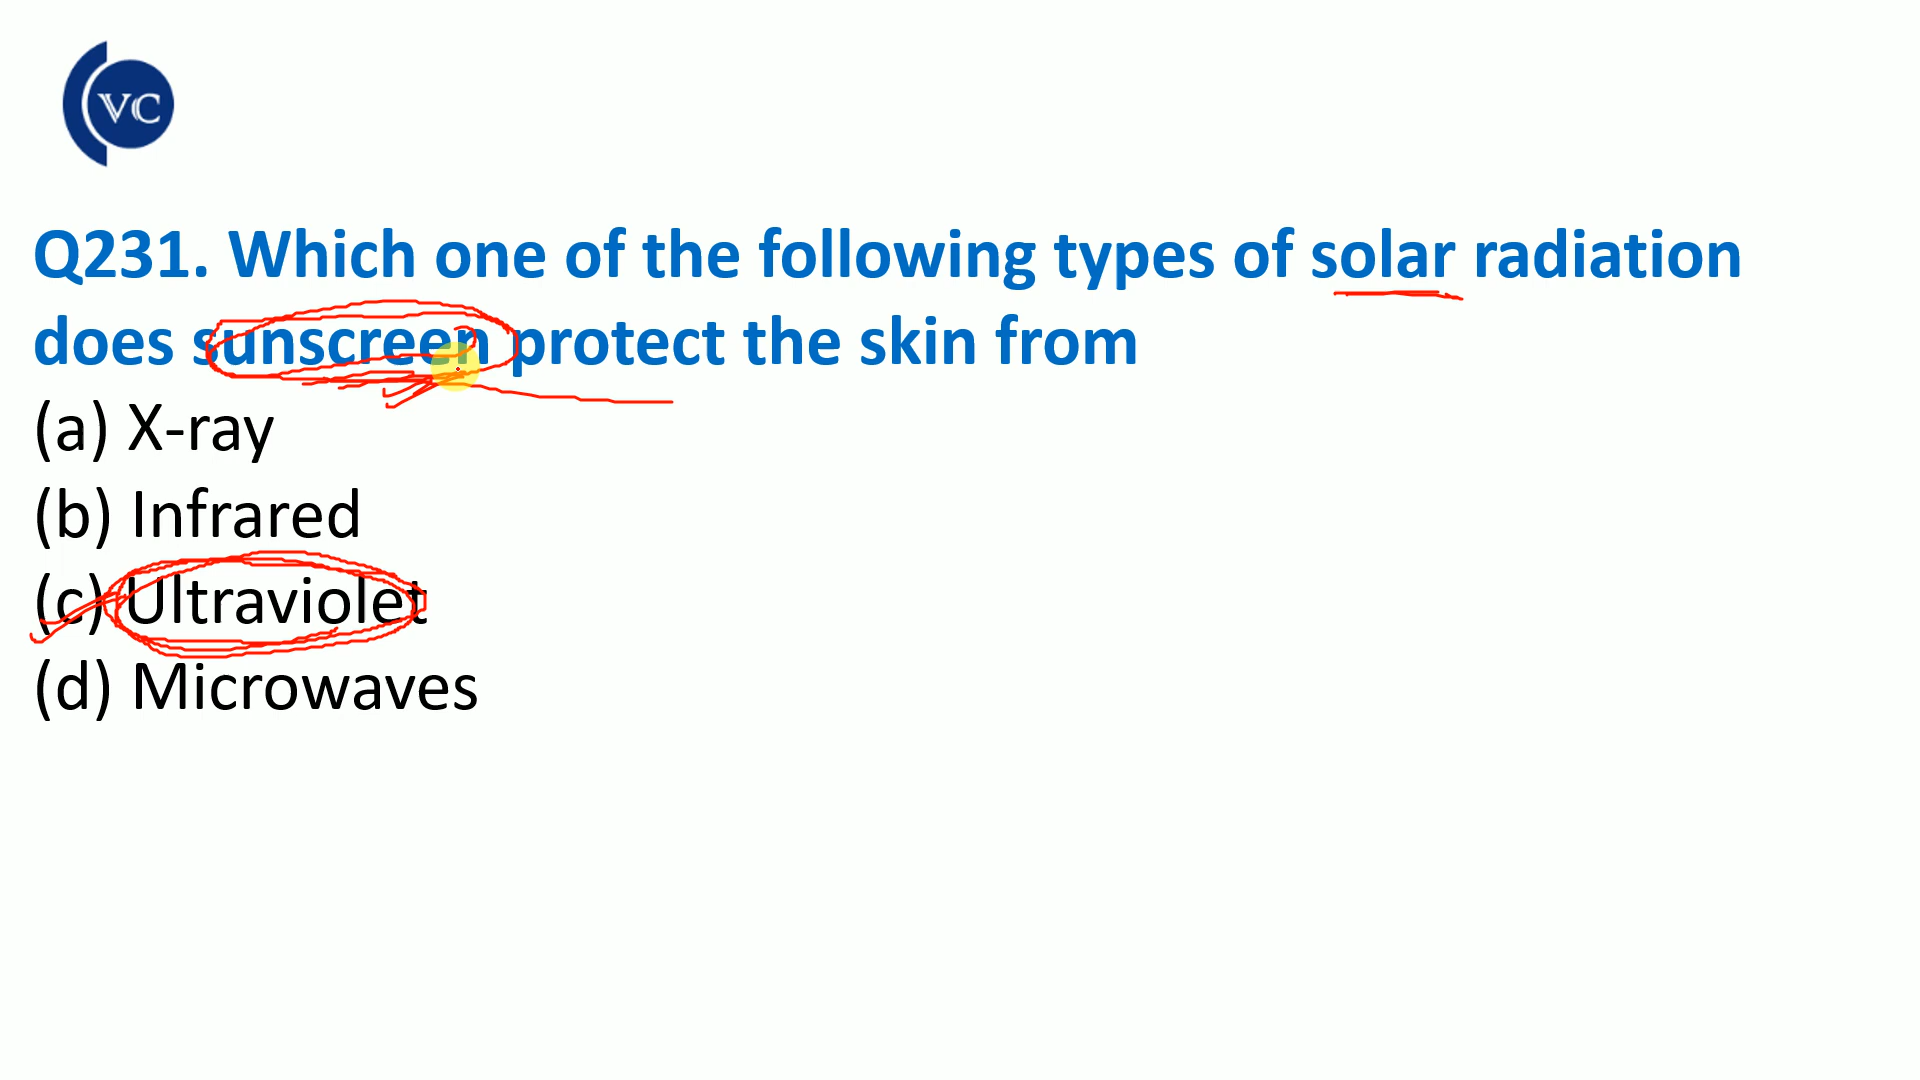 VC
Q231. Which one of the following types of solar radiation
does sunscreen protect the skin from
(a) X-ray
(b) Infrared
(c) Ultraviolet
(d) Microwaves